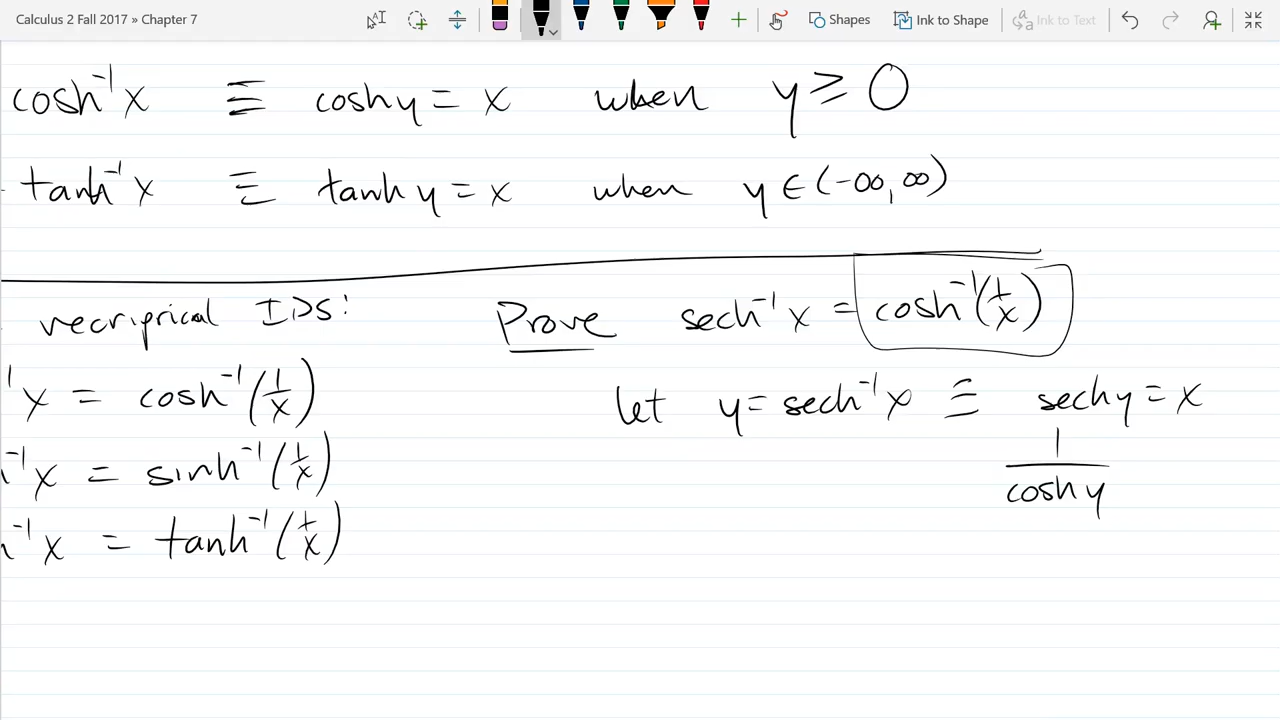 Calculus 2 Fall 2017 » Chapter 7
Shapes Ink to Shape Ink to Text
cosh⁻¹x ≡ cosh y = x when y ≥ 0
tanh⁻¹x ≡ tanh y = x when y ∈ (-∞, ∞)
recriprical IDS: Prove sech⁻¹x = cosh⁻¹(1/x)
⁻¹x = cosh⁻¹(1/x)
let y = sech⁻¹x ≡ sech y = x
⁻¹x = sinh⁻¹(1/x)
1/cosh y
⁻¹x = tanh⁻¹(1/x)